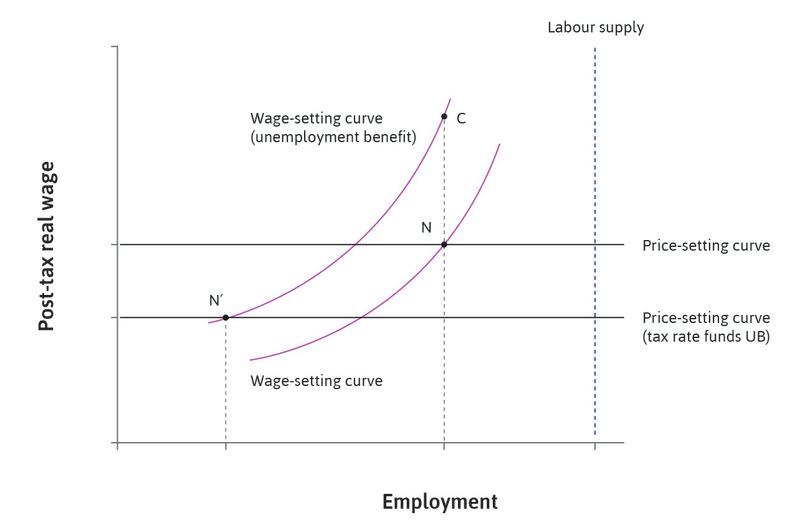 Labour supply
Wage-setting curve
(unemployment benefit)
C
N
Price-setting curve
N′
Price-setting curve
(tax rate funds UB)
Wage-setting curve
Post-tax real wage
Employment